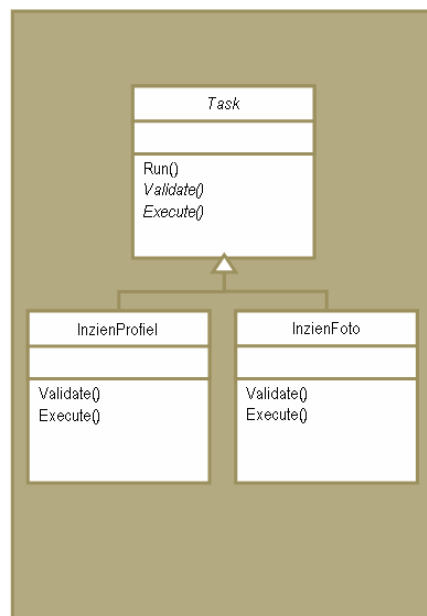 Task
Run()
Validate()
Execute()
InzienProfiel
Validate()
Execute()
InzienFoto
Validate()
Execute()